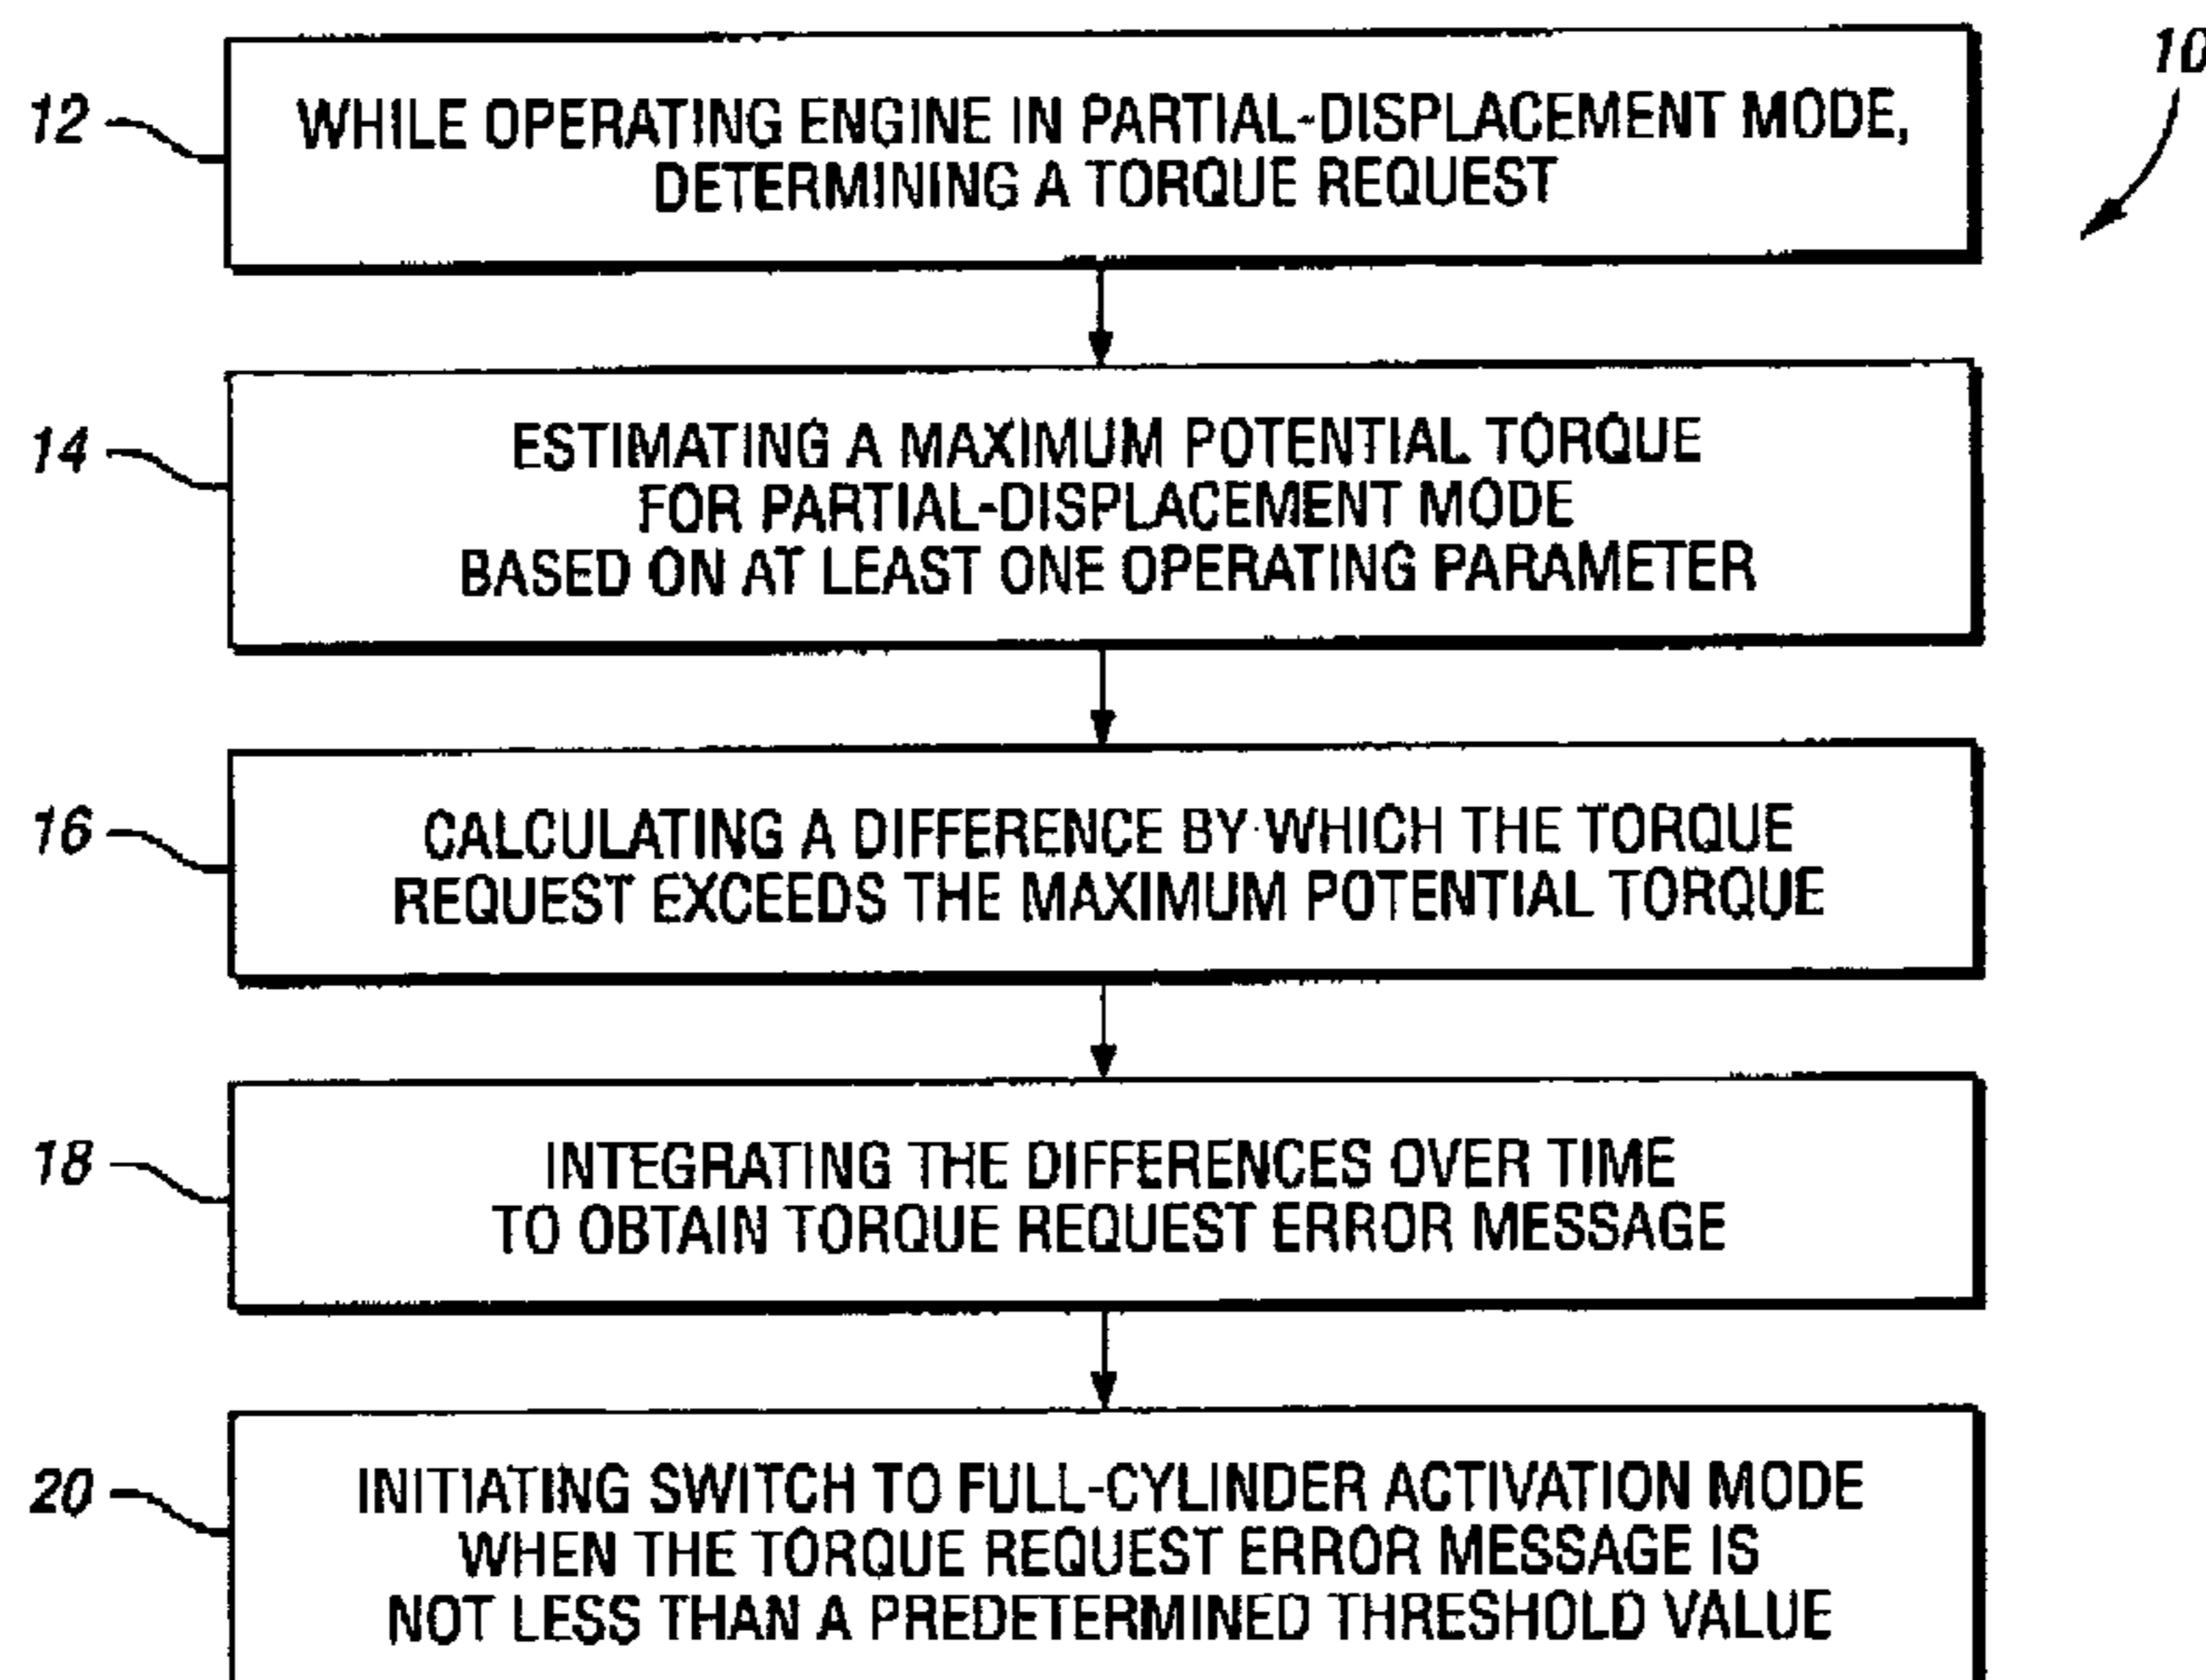 10
12
WHILE OPERATING ENGINE IN PARTIAL-DISPLACEMENT MODE,
DETERMINING A TORQUE REQUEST
14
ESTIMATING A MAXIMUM POTENTIAL TORQUE
FOR PARTIAL-DISPLACEMENT MODE
BASED ON AT LEAST ONE OPERATING PARAMETER
16
CALCULATING A DIFFERENCE BY WHICH THE TORQUE
REQUEST EXCEEDS THE MAXIMUM POTENTIAL TORQUE
18
INTEGRATING THE DIFFERENCES OVER TIME
TO OBTAIN TORQUE REQUEST ERROR MESSAGE
20
INITIATING SWITCH TO FULL-CYLINDER ACTIVATION MODE
WHEN THE TORQUE REQUEST ERROR MESSAGE IS
NOT LESS THAN A PREDETERMINED THRESHOLD VALUE